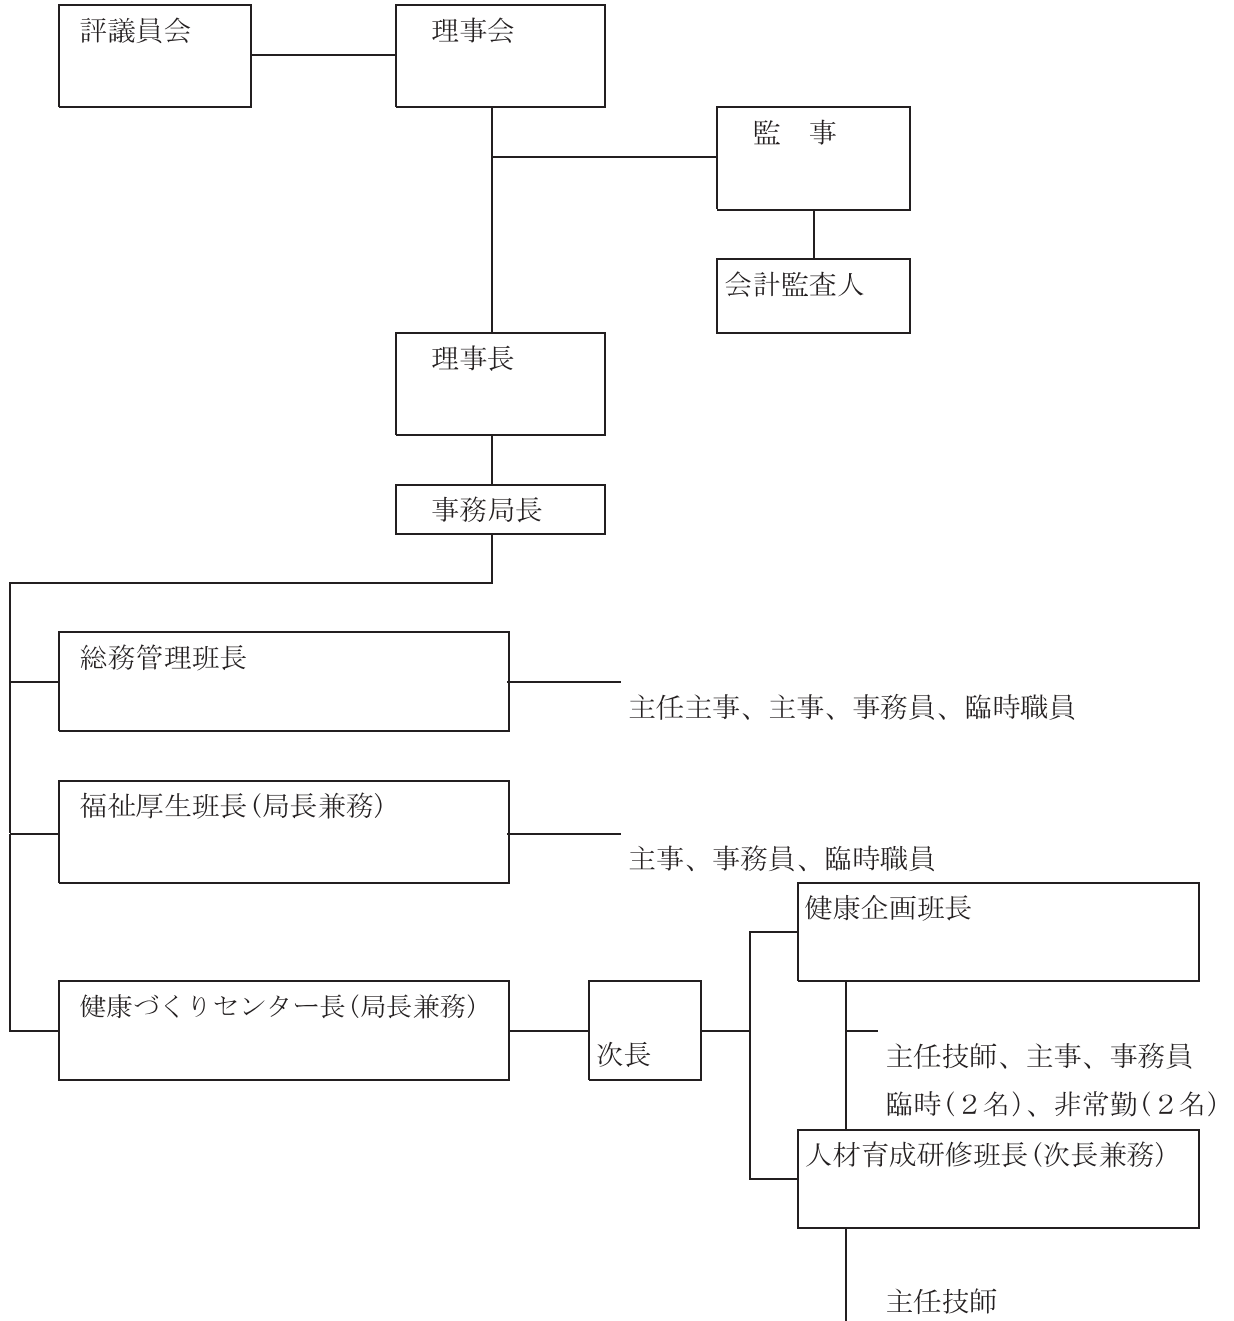 評議員会
理事会
監　事
会計監査人
理事長
事務局長
総務管理班長
主任主事、主事、事務員、臨時職員
福祉厚生班長(局長兼務)
主事、事務員、臨時職員
健康企画班長
健康づくりセンター長(局長兼務)
次長
主任技師、主事、事務員
臨時(２名)、非常勤(２名)
人材育成研修班長(次長兼務)
主任技師